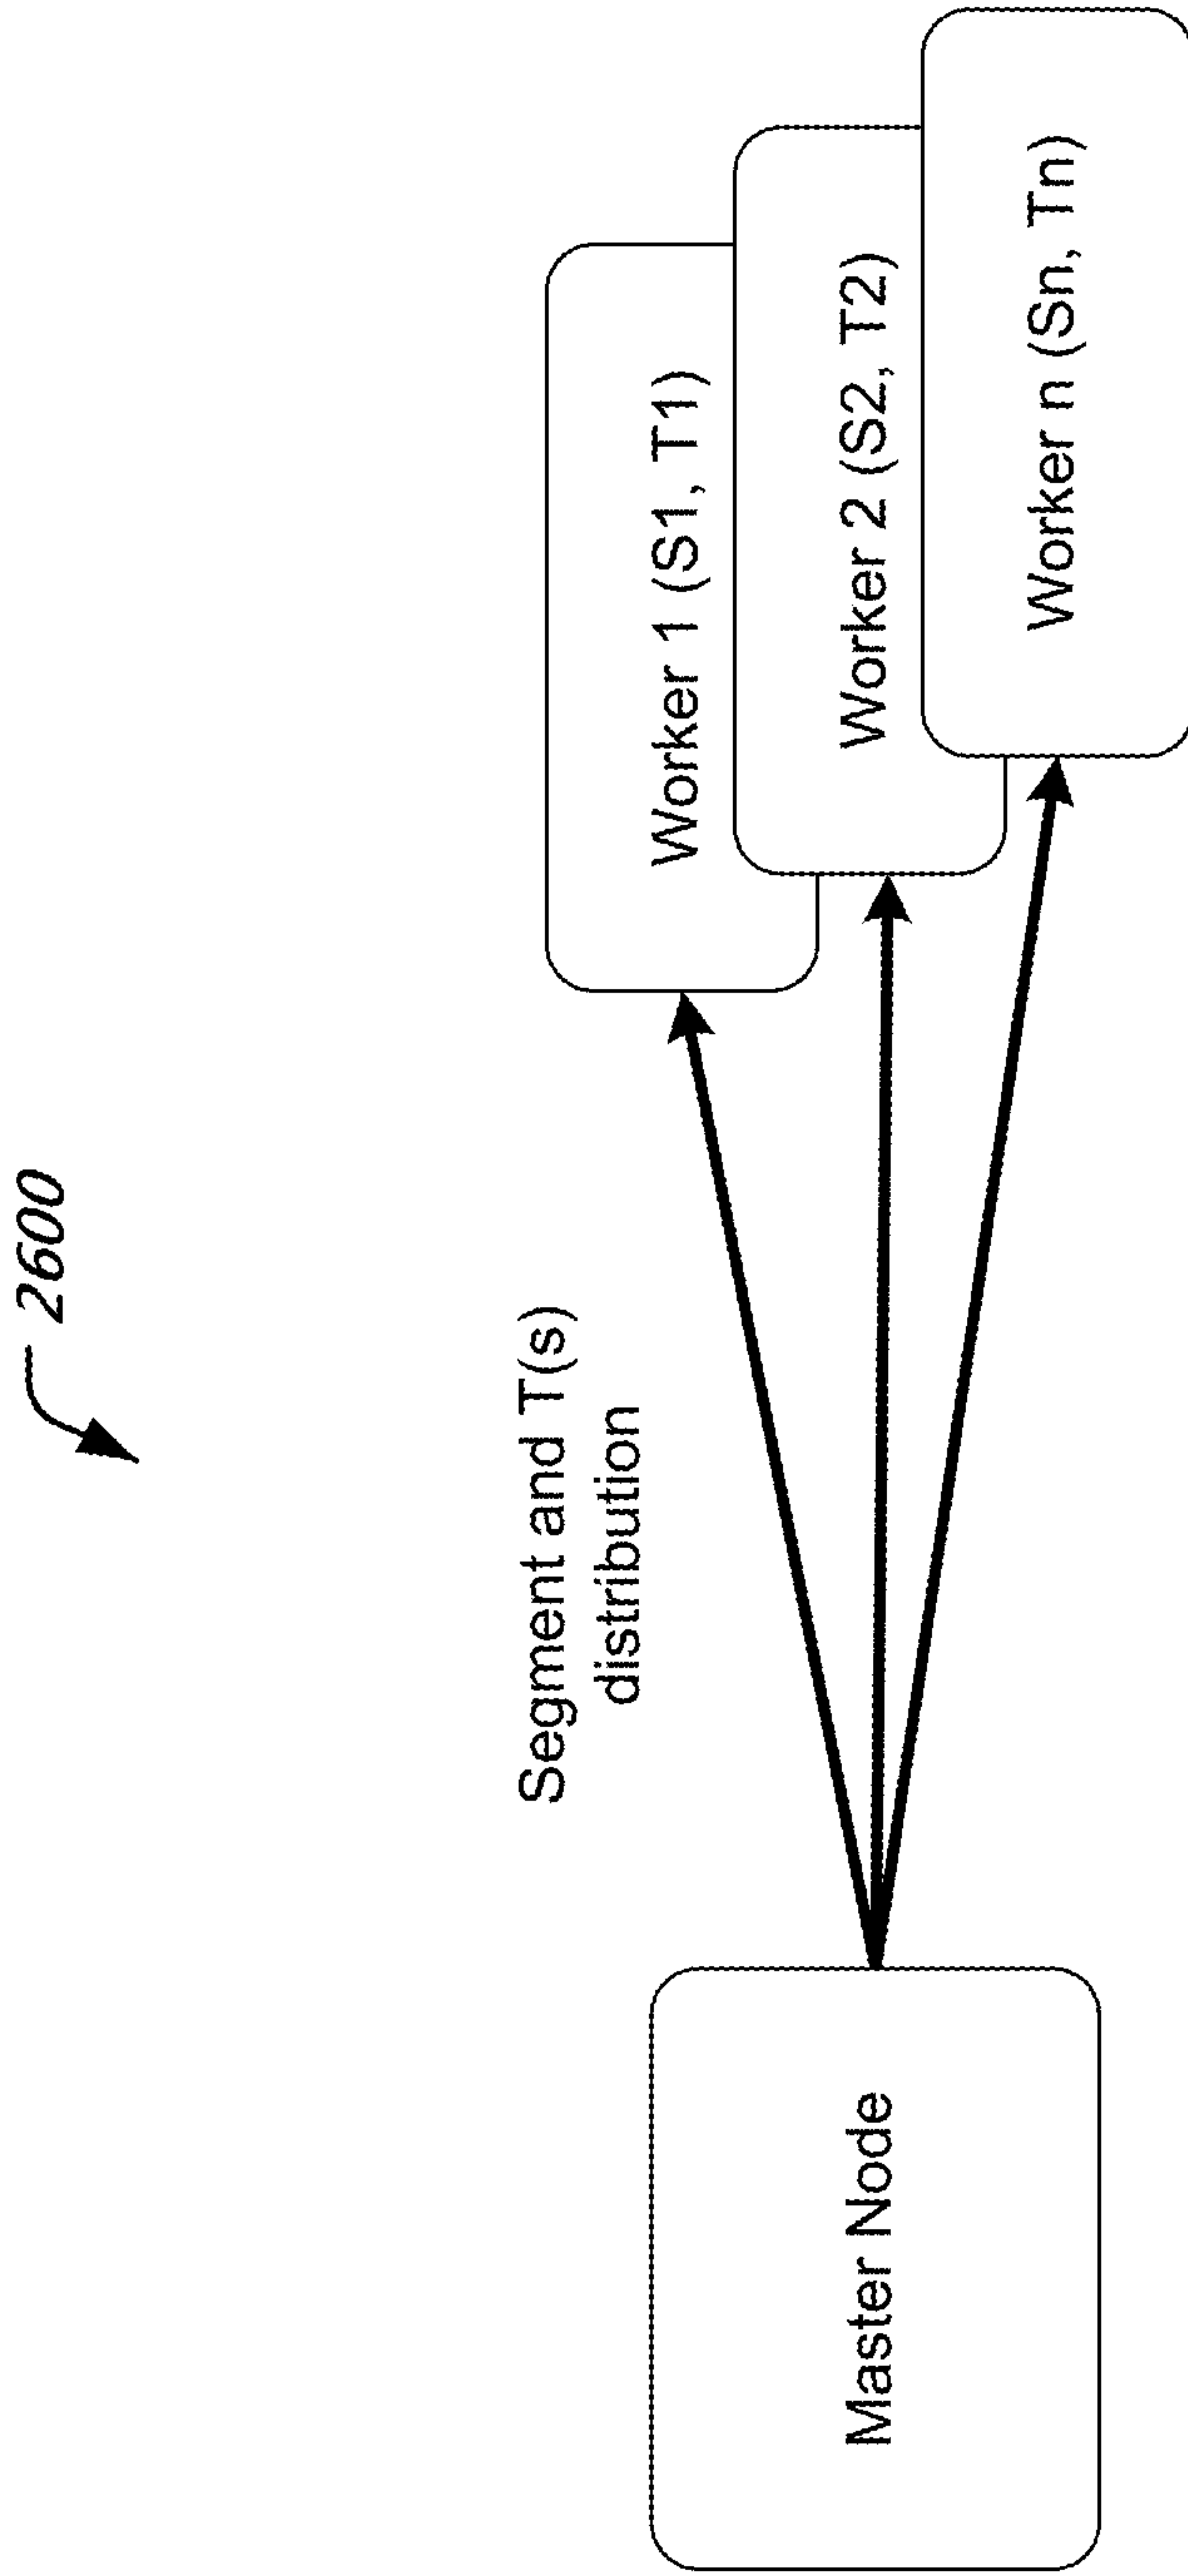 2600
Segment and T(s)
distribution
Master Node
Worker 1 (S1, T1)
Worker 2 (S2, T2)
Worker n (Sn, Tn)